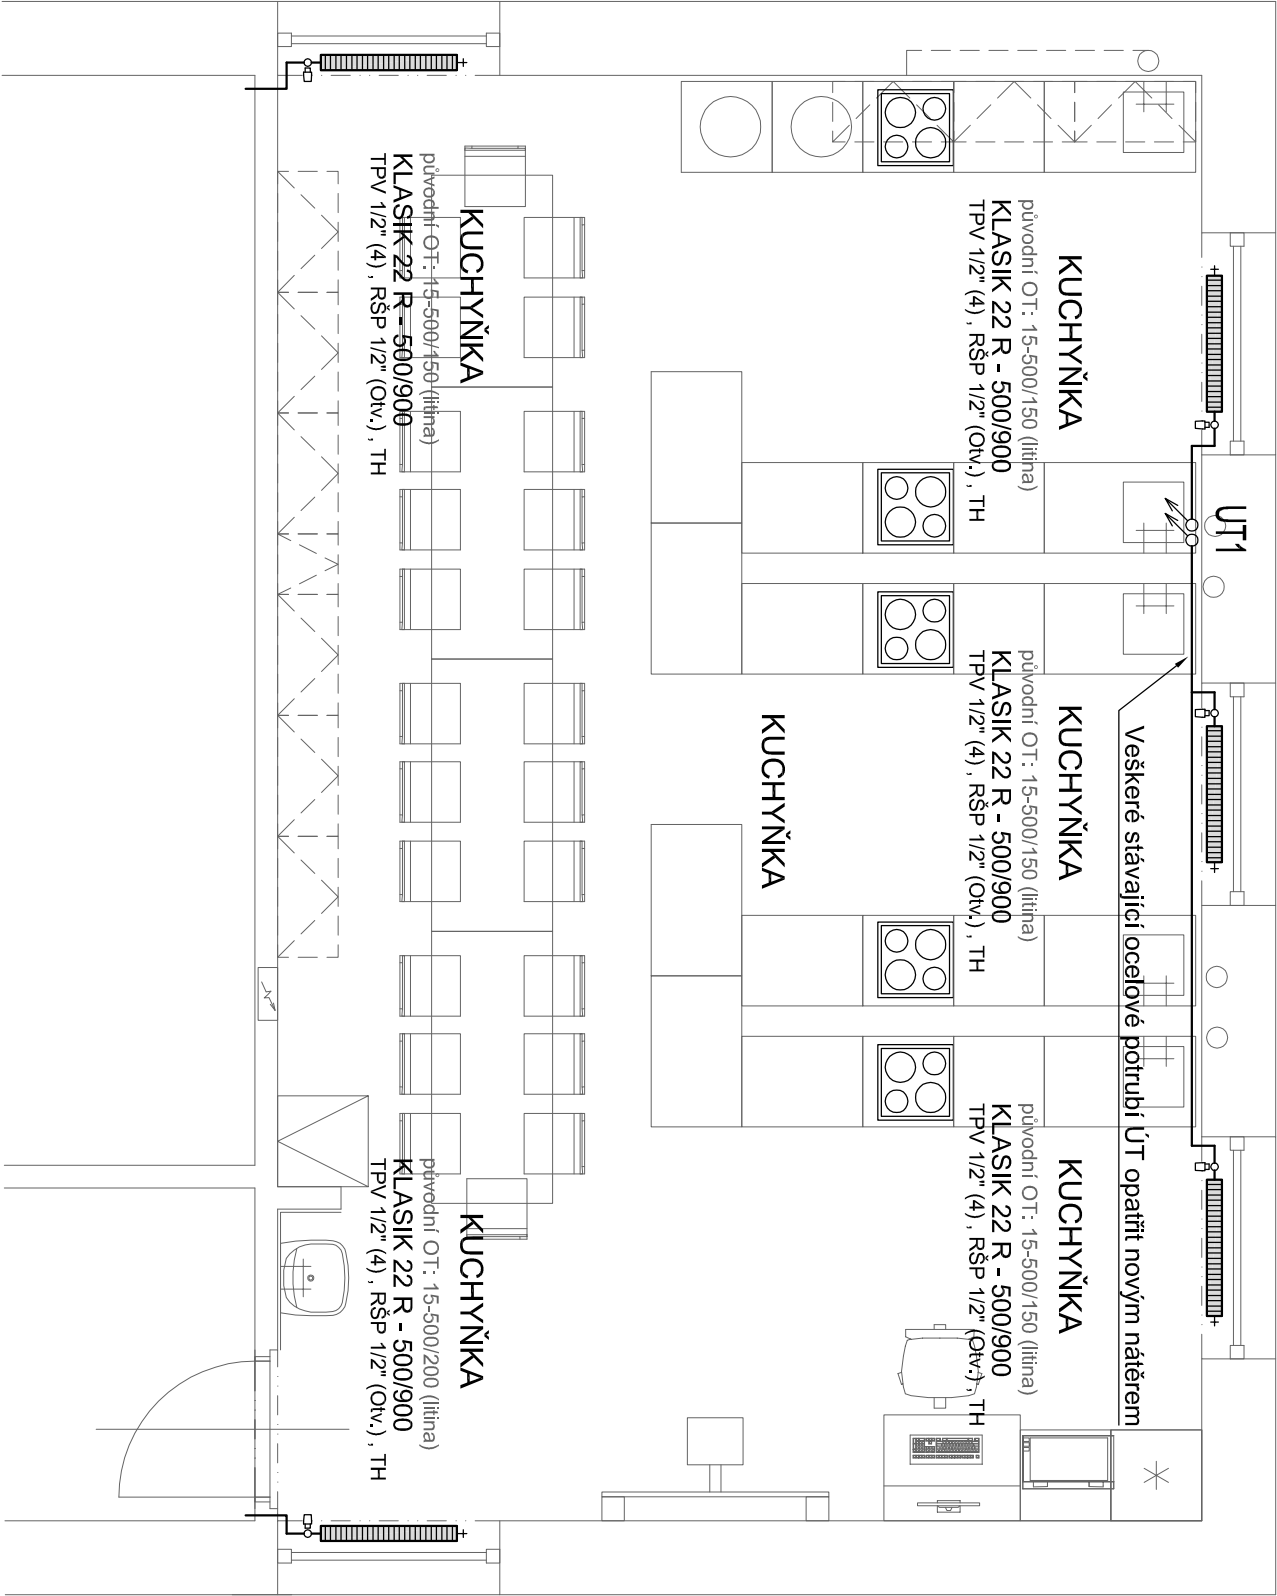 UT1
Veškeré stávající ocelové potrubí ÚT opatřit novým nátěrem
KUCHYŇKA
původní OT: 15-500/150 (litina)
KLASIK 22 R - 500/900
TPV 1/2" (4) , RŠP 1/2" (Otv.) , TH
KUCHYŇKA
původní OT: 15-500/150 (litina)
KLASIK 22 R - 500/900
TPV 1/2" (4) , RŠP 1/2" (Otv.) , TH
KUCHYŇKA
původní OT: 15-500/150 (litina)
KLASIK 22 R - 500/900
TPV 1/2" (4) , RŠP 1/2" (Otv.) , TH
KUCHYŇKA
KUCHYŇKA
původní OT: 15-500/150 (litina)
KLASIK 22 R - 500/900
TPV 1/2" (4) , RŠP 1/2" (Otv.) , TH
KUCHYŇKA
původní OT: 15-500/200 (litina)
KLASIK 22 R - 500/900
TPV 1/2" (4) , RŠP 1/2" (Otv.) , TH